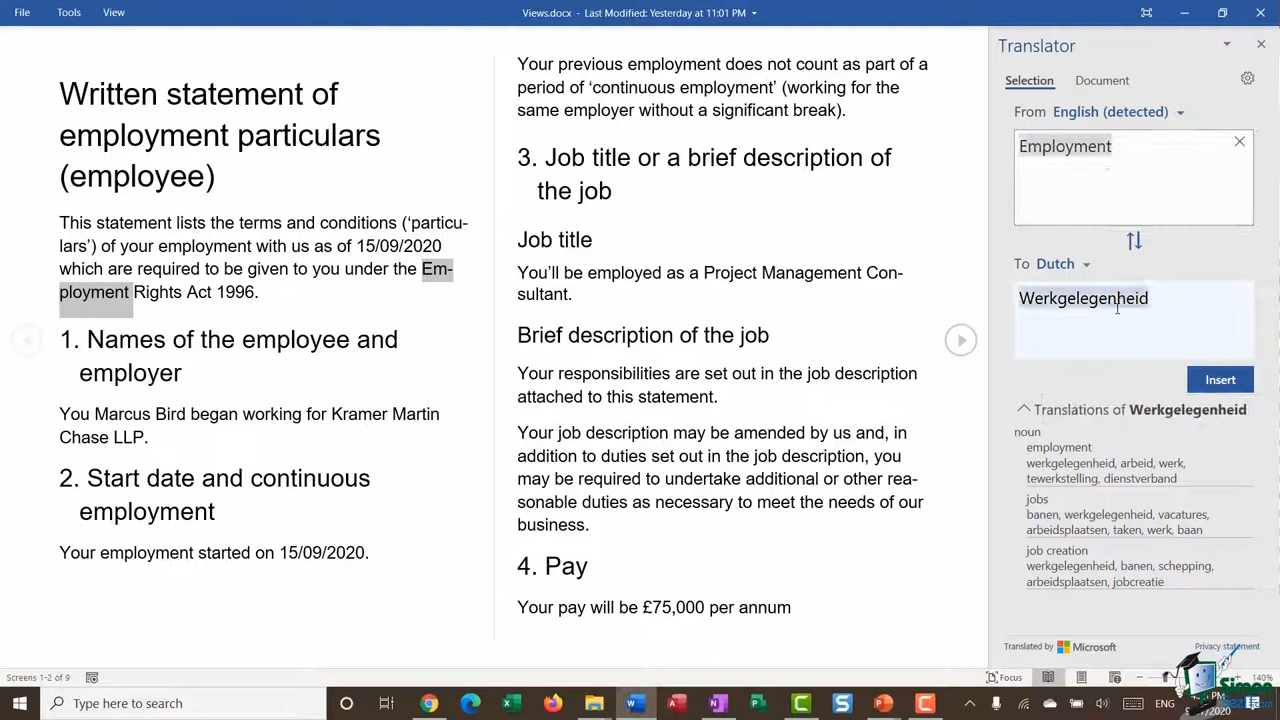 File Tools View
Views.docx - Last Modified: Yesterday at 11:01 PM
Written statement of
employment particulars
(employee)
This statement lists the terms and conditions (‘particu-
lars’) of your employment with us as of 15/09/2020
which are required to be given to you under the Em-
ployment Rights Act 1996.
1. Names of the employee and
employer
You Marcus Bird began working for Kramer Martin
Chase LLP.
2. Start date and continuous
employment
Your employment started on 15/09/2020.
Your previous employment does not count as part of a
period of ‘continuous employment’ (working for the
same employer without a significant break).
3. Job title or a brief description of
the job
Job title
You’ll be employed as a Project Management Con-
sultant.
Brief description of the job
Your responsibilities are set out in the job description
attached to this statement.
Your job description may be amended by us and, in
addition to duties set out in the job description, you
may be required to undertake additional or other rea-
sonable duties as necessary to meet the needs of our
business.
4. Pay
Your pay will be £75,000 per annum
Translator
Selection Document
From English (detected)
Employment
To Dutch
Werkgelegenheid
Insert
Translations of Werkgelegenheid
noun
employment
werkgelegenheid, arbeid, werk,
tewerkstelling, dienstverband
jobs
banen, werkgelegenheid, vacatures,
arbeidsplaatsen, taken, werk, baan
job creation
werkgelegenheid, banen, schepping,
arbeidsplaatsen, jobcreatie
Translated by Microsoft Privacy statement
Screens 1-2 of 9 Focus 140%
Type here to search ENG